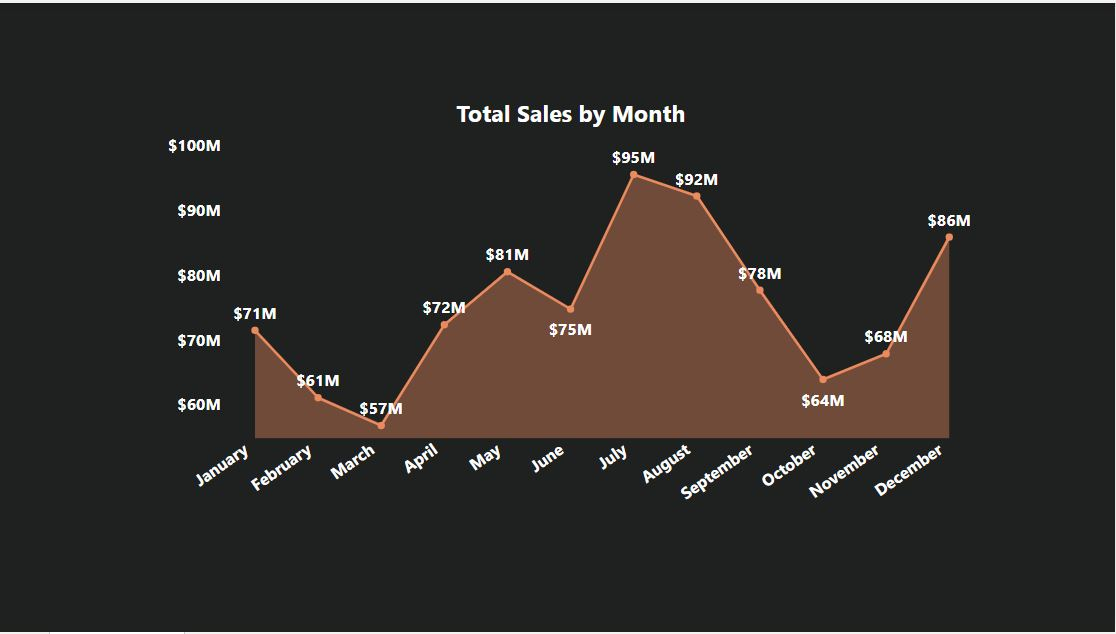 Total Sales by Month
$100M
$90M
$80M
$70M
$60M
$71M
$61M
$57M
$72M
$81M
$75M
$95M
$92M
$78M
$64M
$68M
$86M
January
February
March
April
May
June
July
August
September
October
November
December